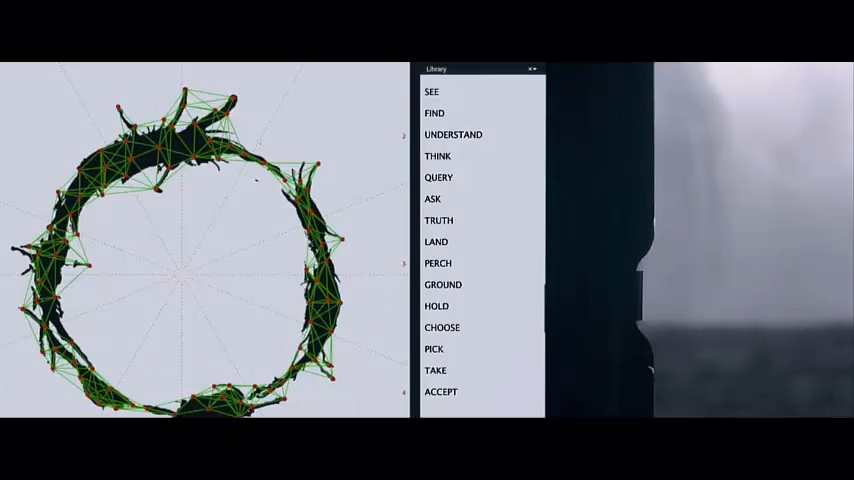 Library
SEE
FIND
UNDERSTAND
THINK
QUERY
ASK
TRUTH
LAND
PERCH
GROUND
HOLD
CHOOSE
PICK
TAKE
ACCEPT
2
3
4